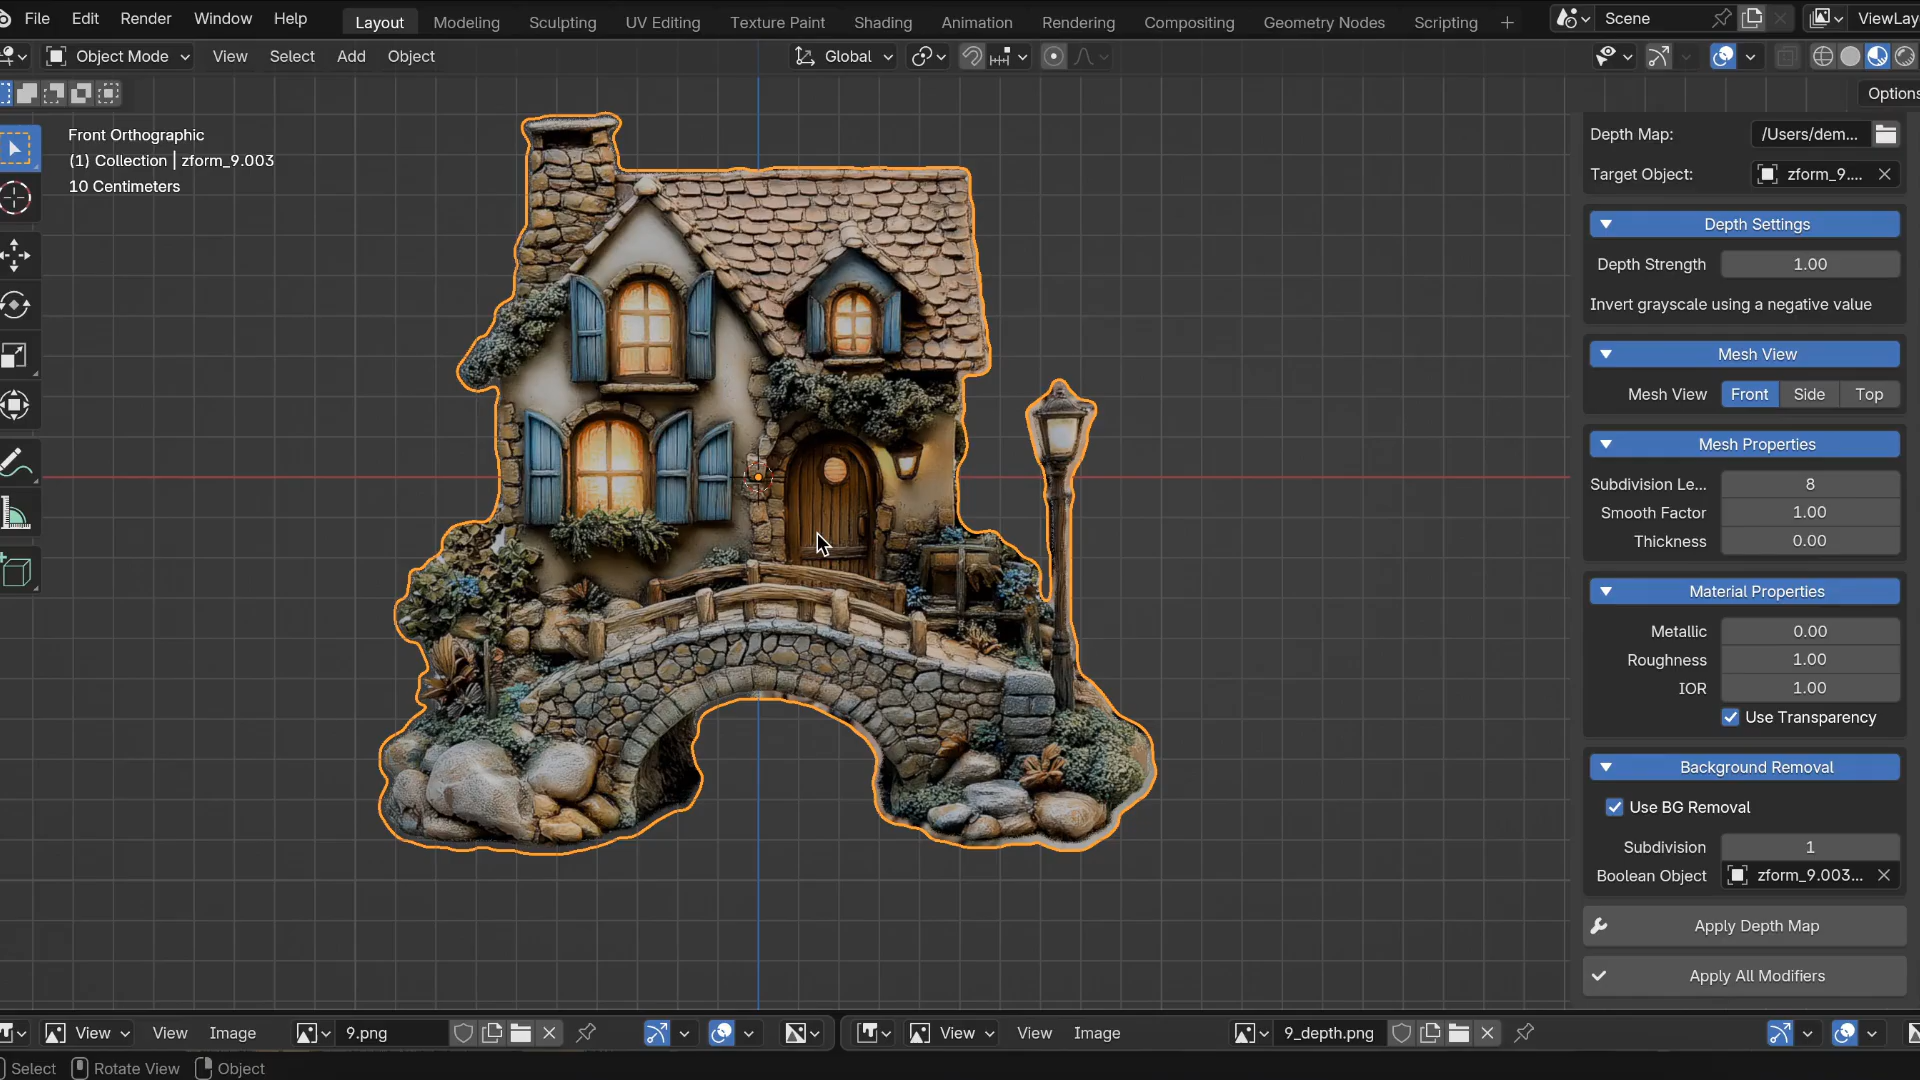 File Edit Render Window Help Layout Modeling Sculpting UV Editing Texture Paint Shading Animation Rendering Compositing Geometry Nodes Scripting + Scene ViewLay
Object Mode View Select Add Object Global
Options
Front Orthographic
(1) Collection | zform_9.003
10 Centimeters
Depth Map: /Users/dem...
Target Object: zform_9....
Depth Settings
Depth Strength 1.00
Invert grayscale using a negative value
Mesh View
Mesh View Front Side Top
Mesh Properties
Subdivision Le... 8
Smooth Factor 1.00
Thickness 0.00
Material Properties
Metallic 0.00
Roughness 1.00
IOR 1.00
Use Transparency
Background Removal
Use BG Removal
Subdivision 1
Boolean Object zform_9.003...
Apply Depth Map
Apply All Modifiers
View View Image 9.png View View Image 9_depth.png
Select Rotate View Object